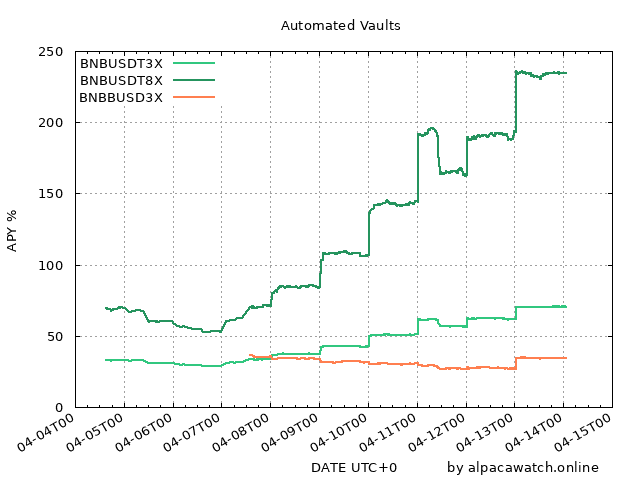 Automated Vaults
BNBUSDT3X
BNBUSDT8X
BNBBUSD3X
250
200
150
100
50
0
APY %
04-04T00
04-05T00
04-06T00
04-07T00
04-08T00
04-09T00
04-10T00
04-11T00
04-12T00
04-13T00
04-14T00
04-15T00
DATE UTC+0
by alpacawatch.online